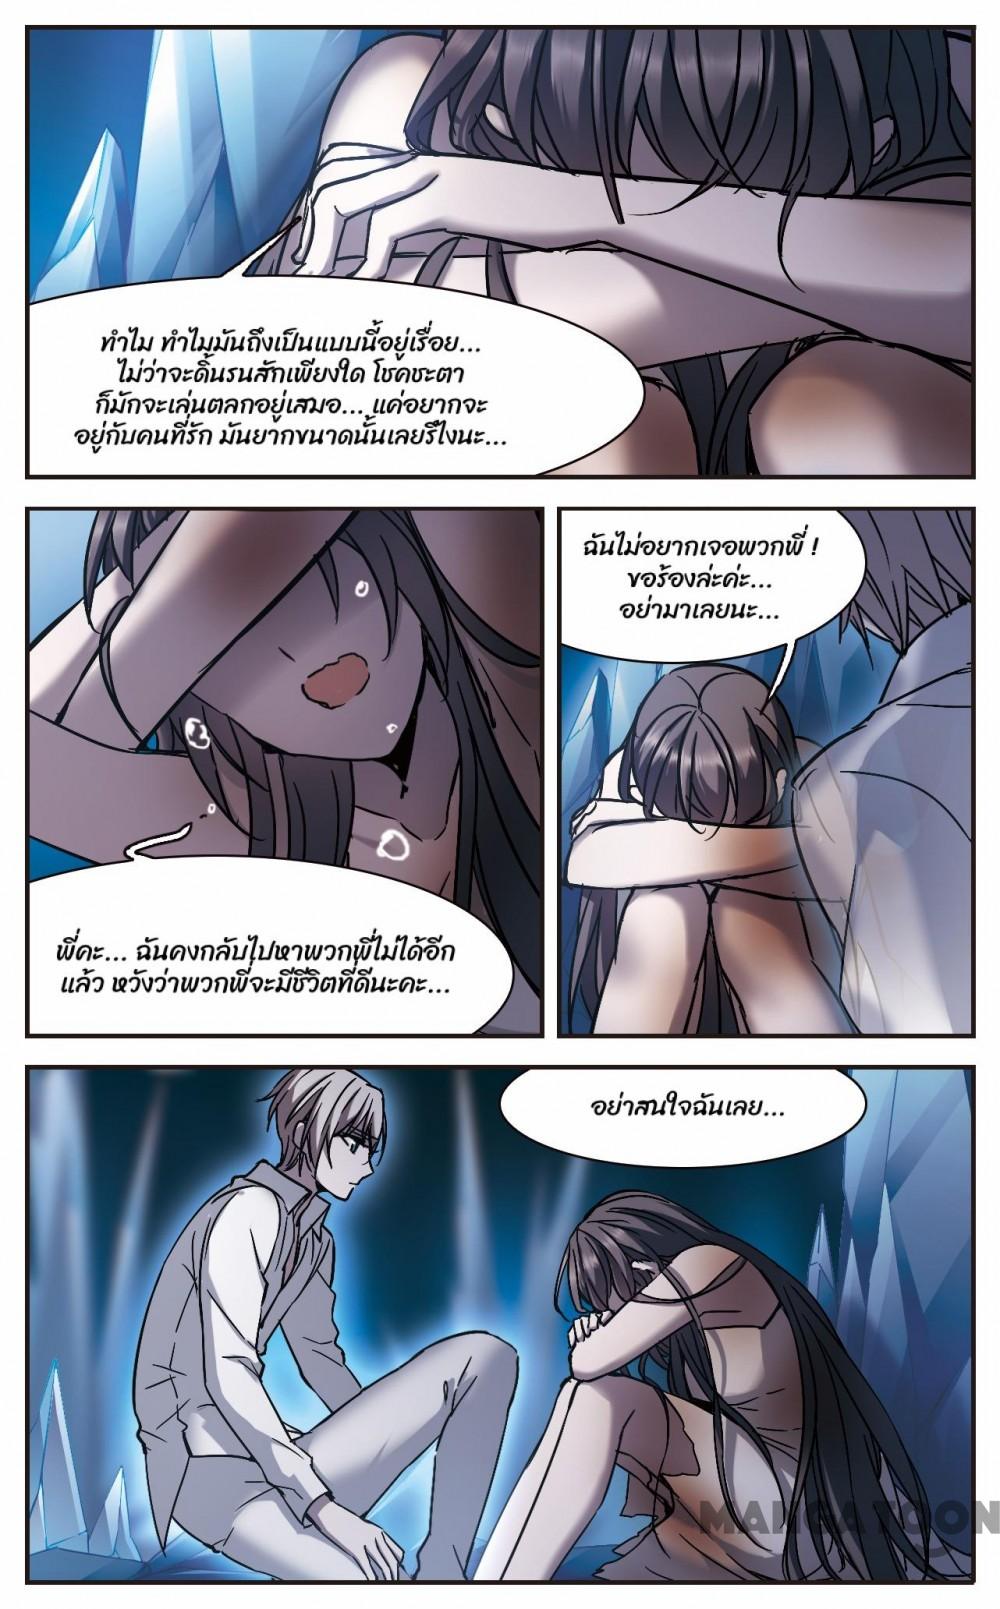 ทำไม ทำไมมันถึงเป็นแบบนี้อยู่เรื่อย...
ไม่ว่าจะดิ้นรนสักเพียงใด โชคชะตา
ก็มักจะเล่นตลกอยู่เสมอ... แค่อยากจะ
อยู่กับคนที่รัก มันยากขนาดนั้นเลยรึไงนะ...
ฉันไม่อยากเจอพวกพี่ !
ขอร้องล่ะค่ะ...
อย่ามาเลยนะ...
พี่คะ... ฉันคงกลับไปหาพวกพี่ไม่ได้อีก
แล้ว หวังว่าพวกพี่จะมีชีวิตที่ดีนะคะ...
อย่าสนใจฉันเลย...
MANGATOON